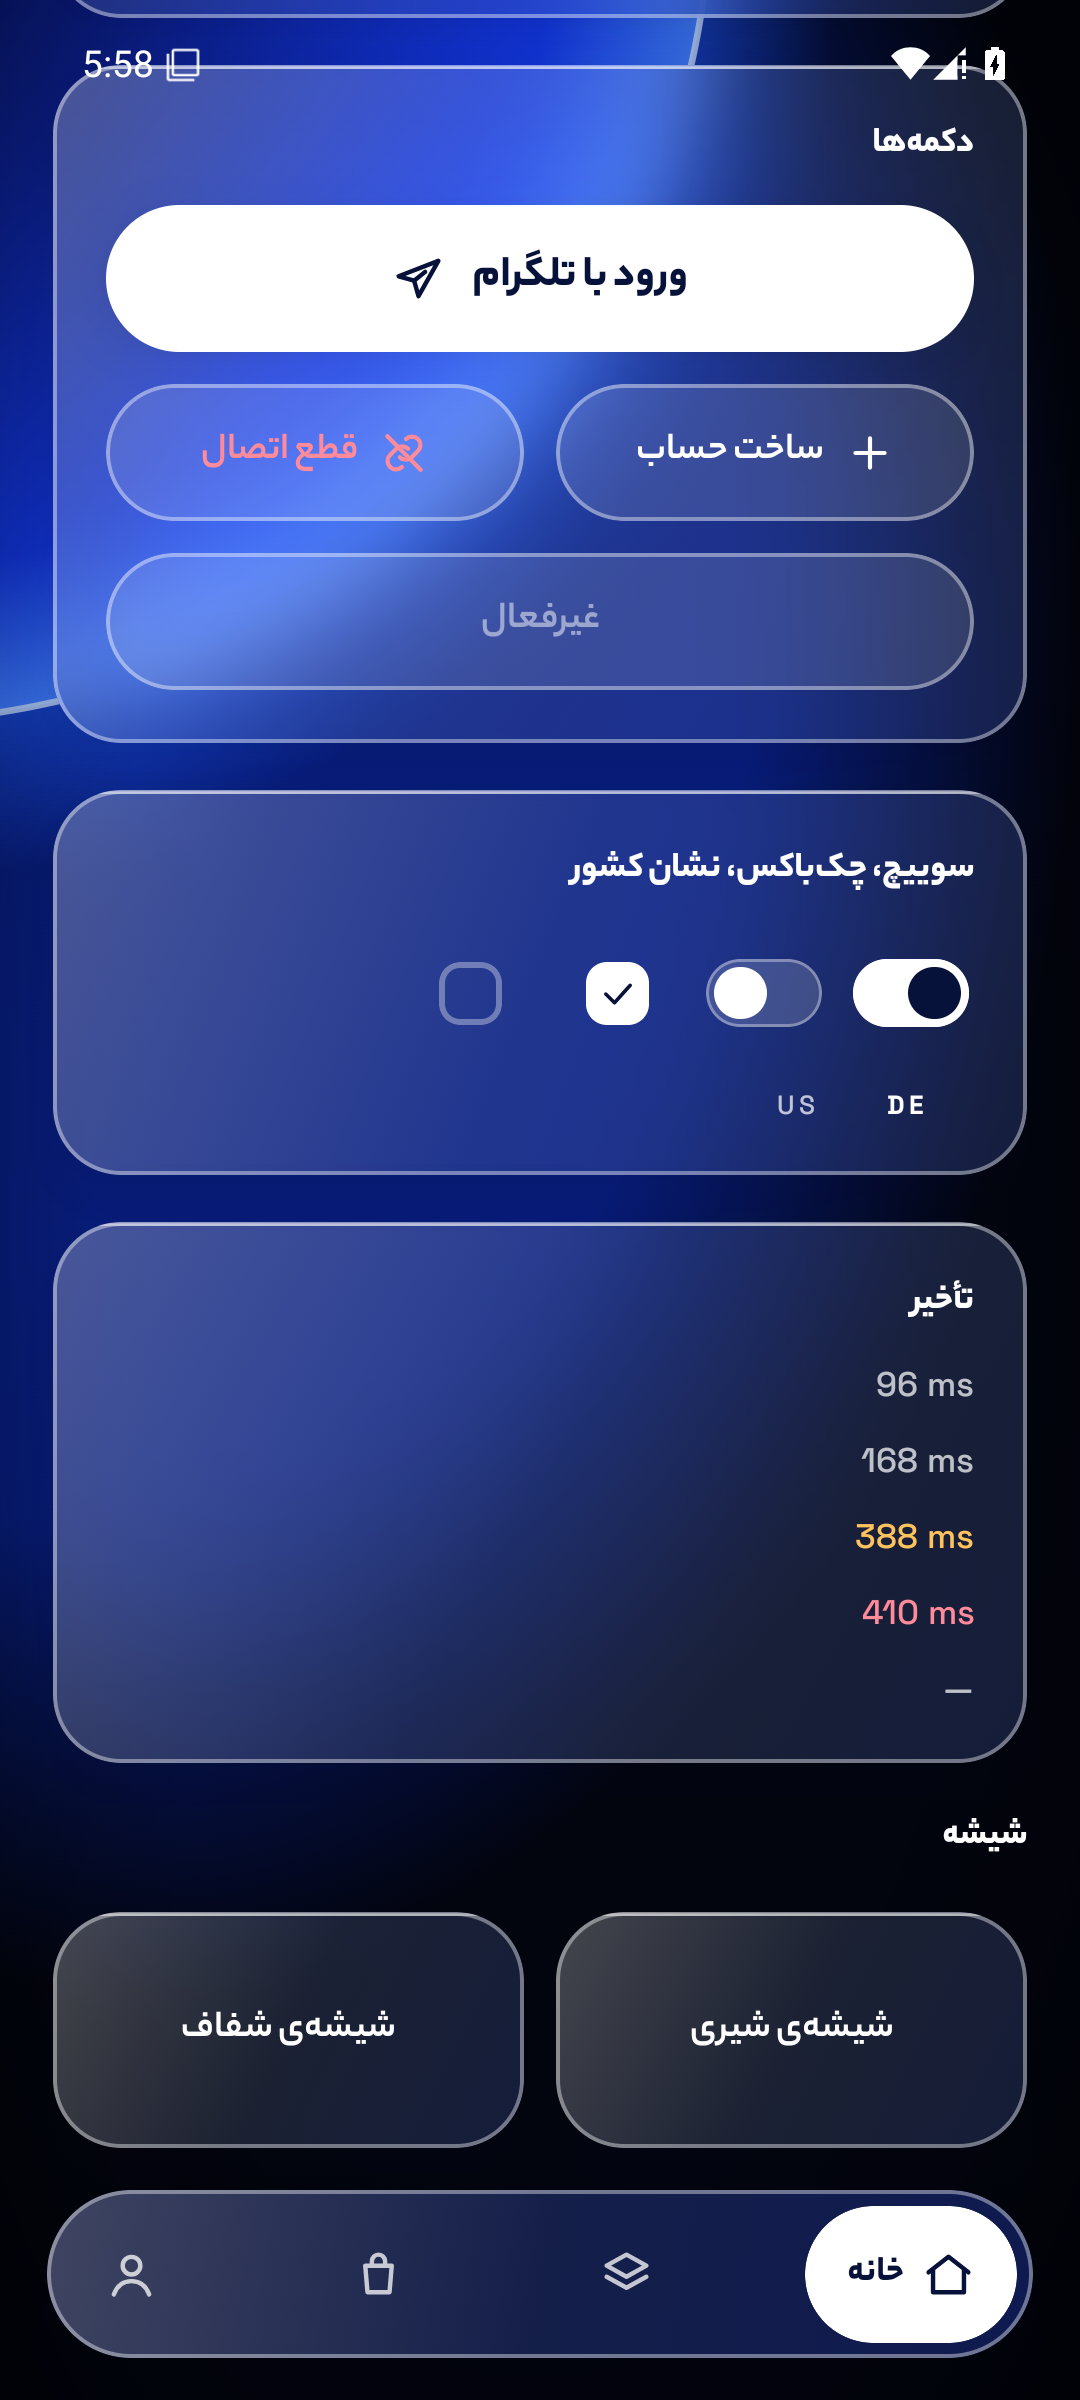 5:58
دکمه‌ها
ورود با تلگرام
ساخت حساب
قطع اتصال
غیرفعال
سوییچ، چک‌باکس، نشان کشور
DE
US
تأخیر
96 ms
168 ms
388 ms
410 ms
—
شیشه
شیشه‌ی شیری
شیشه‌ی شفاف
خانه